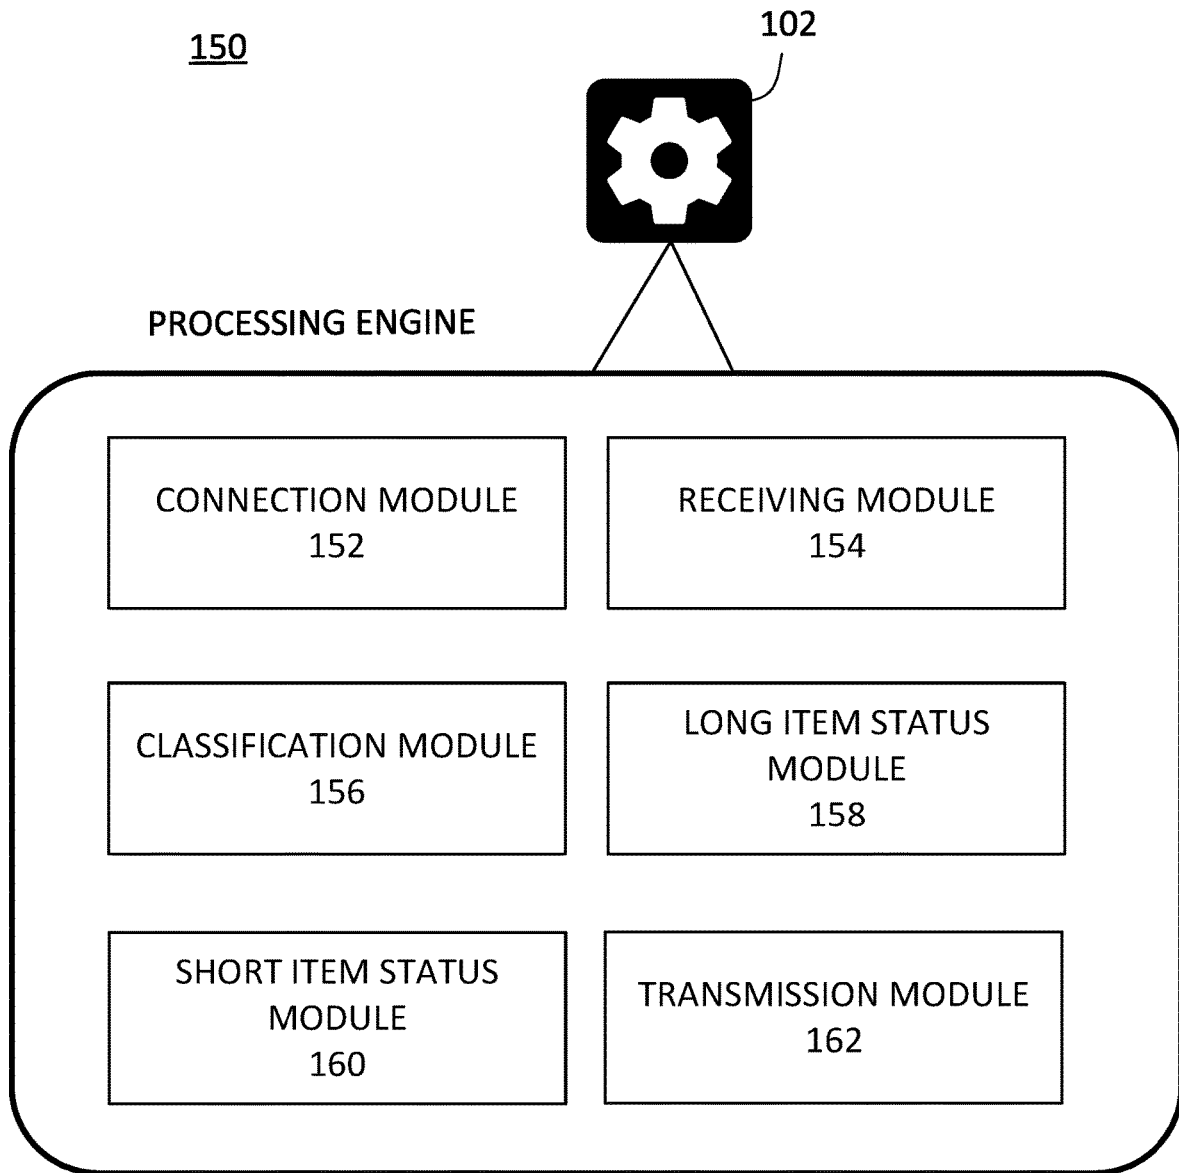 150
102
PROCESSING ENGINE
CONNECTION MODULE
152
RECEIVING MODULE
154
CLASSIFICATION MODULE
156
LONG ITEM STATUS
MODULE
158
SHORT ITEM STATUS
MODULE
160
TRANSMISSION MODULE
162